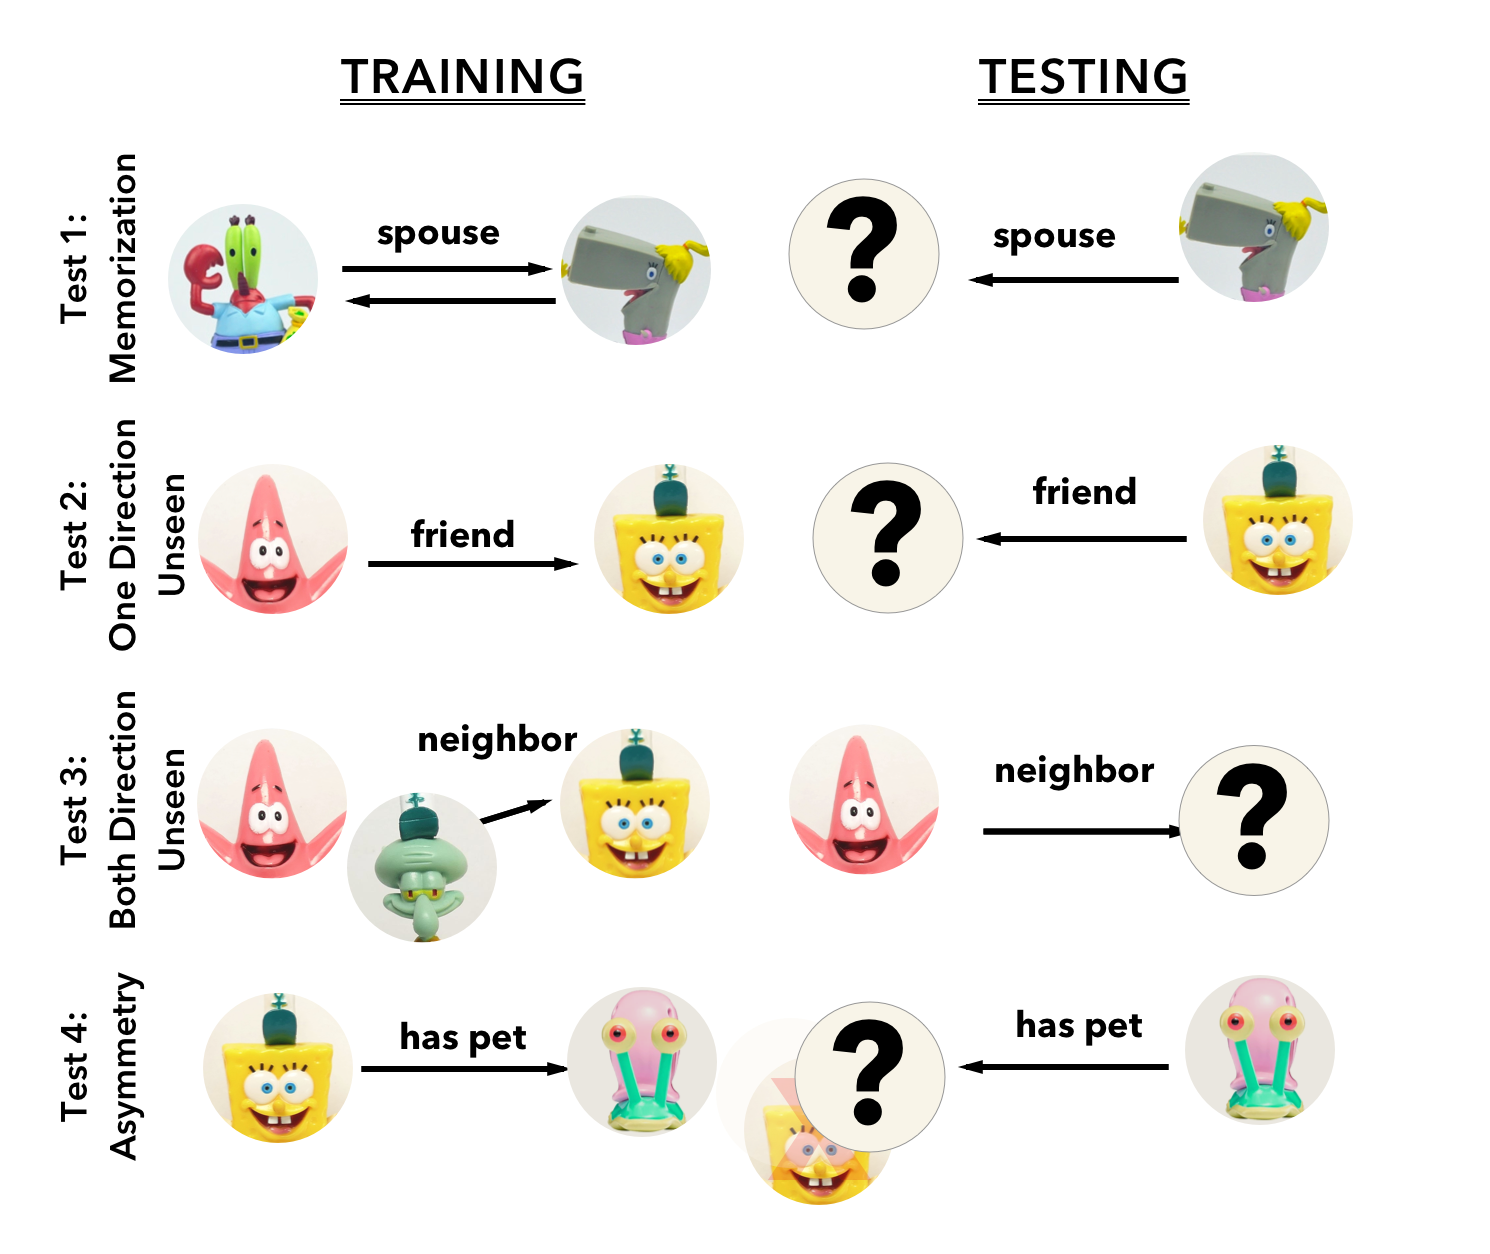 TRAINING
TESTING
Test 1:
Memorization
spouse
?
spouse
Test 2:
One Direction
Unseen
friend
?
friend
Test 3:
Both Direction
Unseen
neighbor
neighbor
?
Test 4:
Asymmetry
has pet
?
has pet